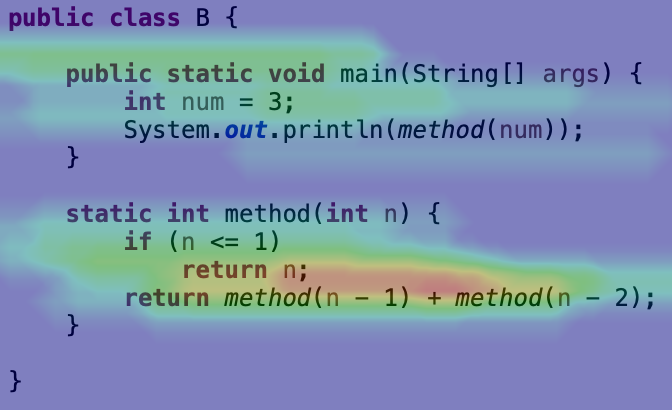 public class B {
public static void main(String[] args) {
int num = 3;
System.out.println(method(num));
}
static int method(int n) {
if (n <= 1)
return n;
return method(n - 1) + method(n - 2);
}
}